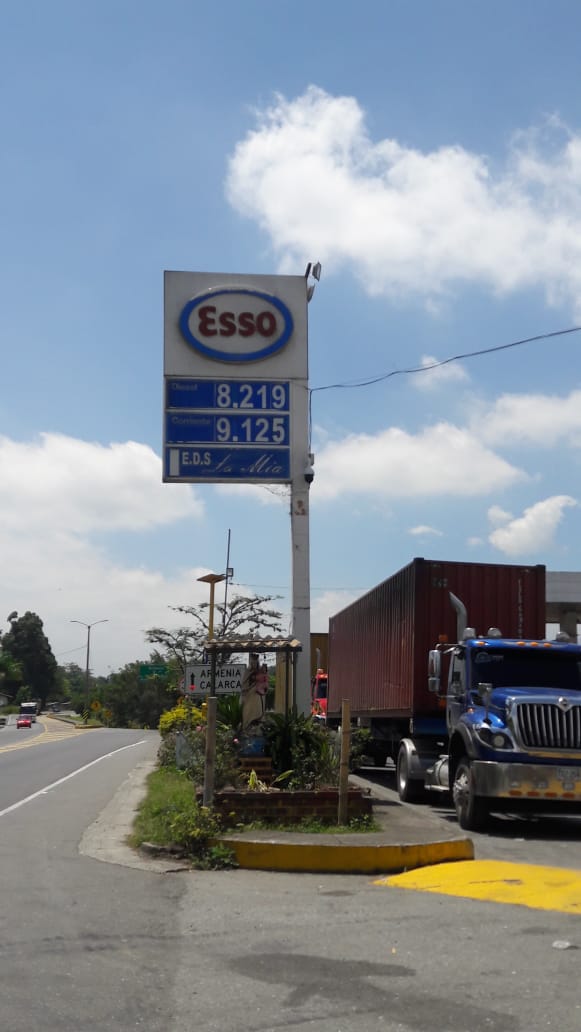 Esso
Diesel 8.219
Corriente 9.125
E.D.S La Mia
ARMENIA
CALARCA